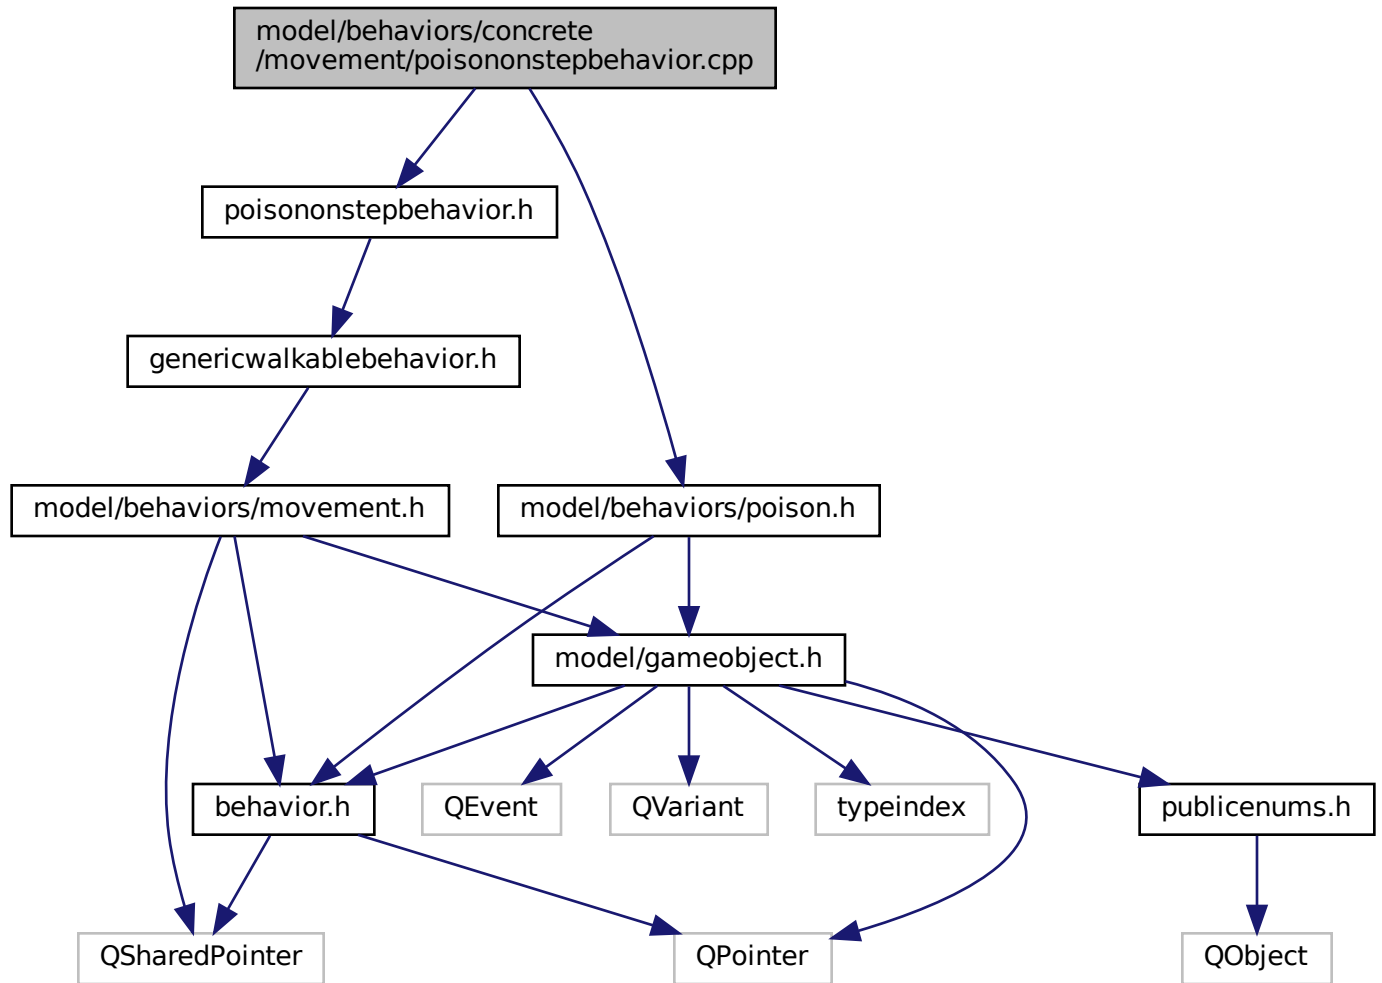 model/behaviors/concrete
/movement/poisononstepbehavior.cpp
poisononstepbehavior.h
genericwalkablebehavior.h
model/behaviors/movement.h
model/behaviors/poison.h
model/gameobject.h
behavior.h
QEvent
QVariant
typeindex
publicenums.h
QSharedPointer
QPointer
QObject